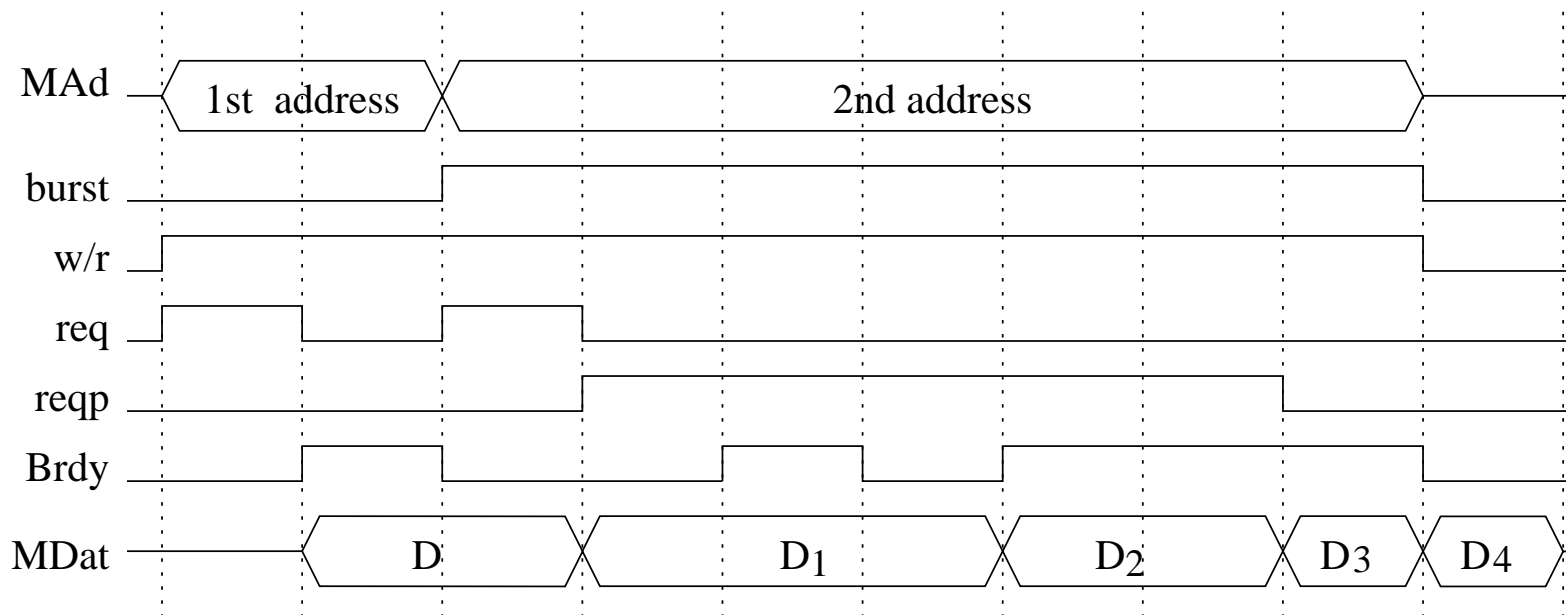 MAd 1st address 2nd address
burst
w/r
req
reqp
Brdy
MDat D D1 D2 D3 D4